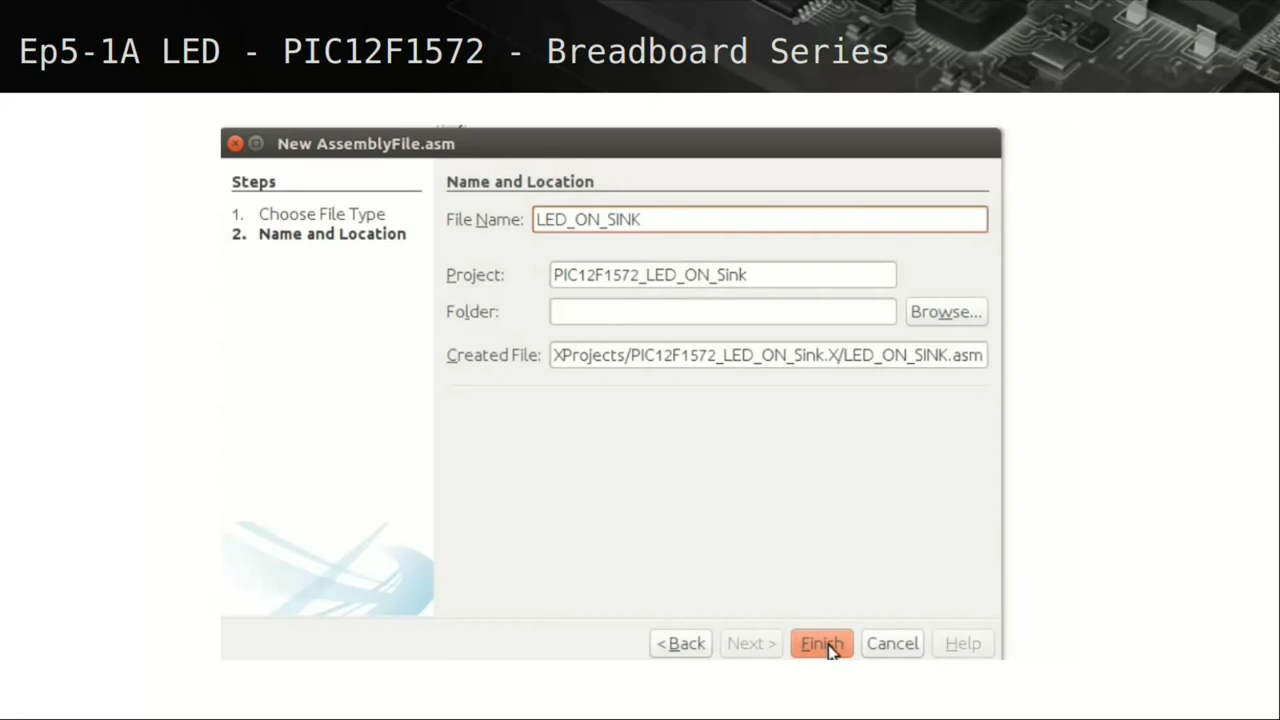 Ep5-1A LED - PIC12F1572 - Breadboard Series
New AssemblyFile.asm
Steps
1. Choose File Type
2. Name and Location
Name and Location
File Name: LED_ON_SINK
Project: PIC12F1572_LED_ON_Sink
Folder:
Browse...
Created File: XProjects/PIC12F1572_LED_ON_Sink.X/LED_ON_SINK.asm
< Back Next > Finish Cancel Help